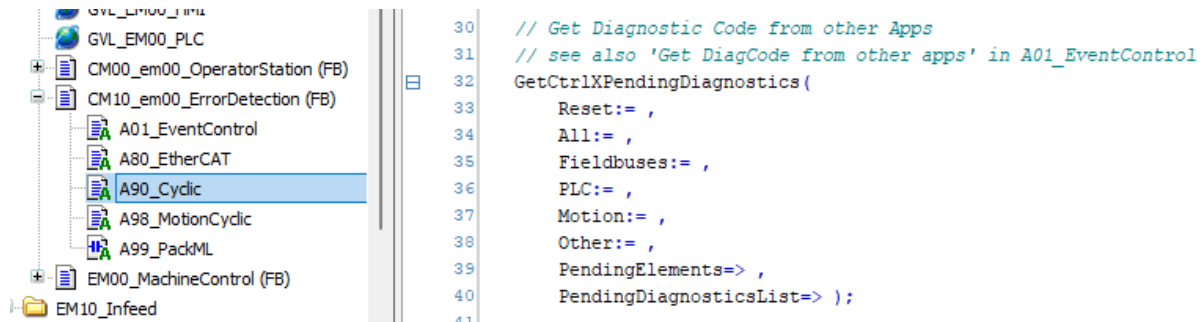 GVL_EM00_HMI
GVL_EM00_PLC
CM00_em00_OperatorStation (FB)
CM10_em00_ErrorDetection (FB)
A01_EventControl
A80_EtherCAT
A90_Cyclic
A98_MotionCyclic
A99_PackML
EM00_MachineControl (FB)
EM10_Infeed
30 // Get Diagnostic Code from other Apps
31 // see also 'Get DiagCode from other apps' in A01_EventControl
32 GetCtrlXPendingDiagnostics(
33 Reset:= ,
34 All:= ,
35 Fieldbuses:= ,
36 PLC:= ,
37 Motion:= ,
38 Other:= ,
39 PendingElements=> ,
40 PendingDiagnosticsList=> );
41